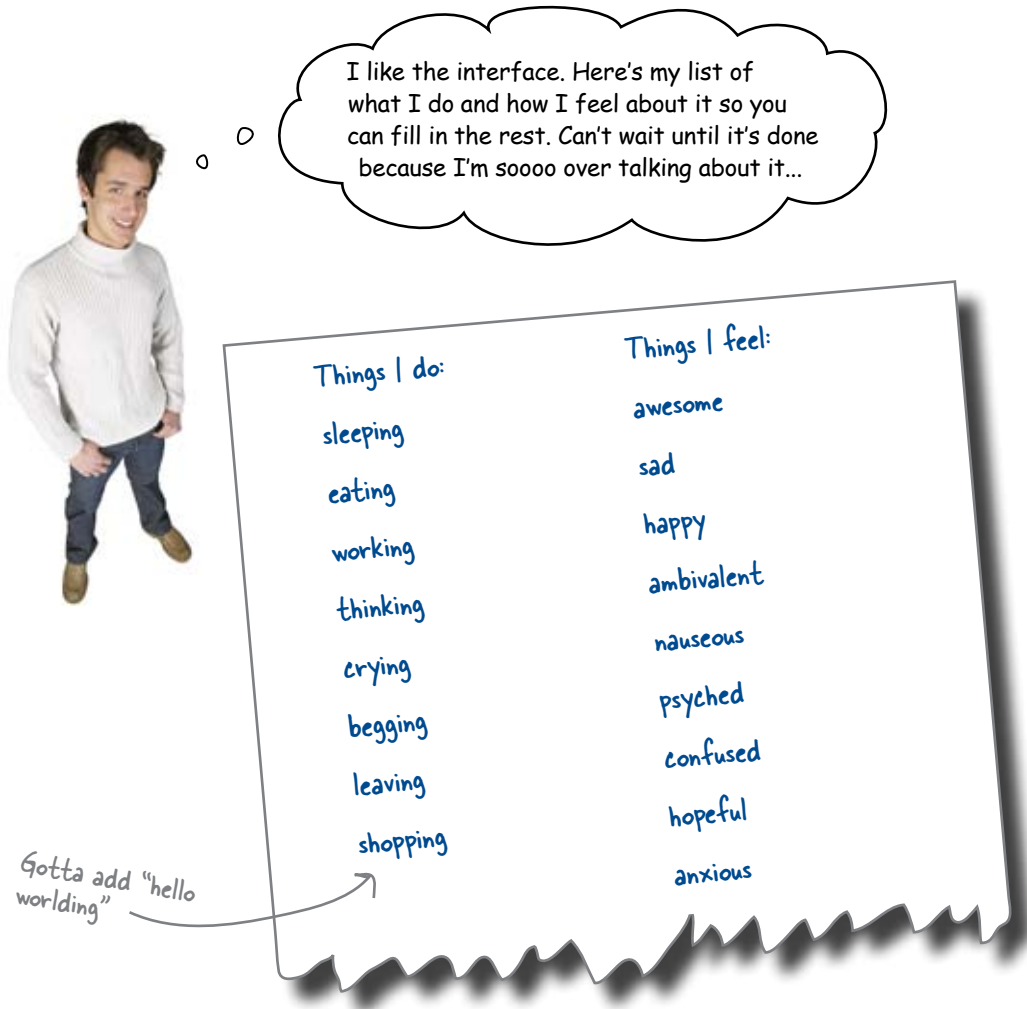 I like the interface. Here's my list of
what I do and how I feel about it so you
can fill in the rest. Can't wait until it's done
because I'm soooo over talking about it...
Things I do:
sleeping
eating
working
thinking
crying
begging
leaving
shopping
Things I feel:
awesome
sad
happy
ambivalent
nauseous
psyched
confused
hopeful
anxious
Gotta add "hello
worlding"